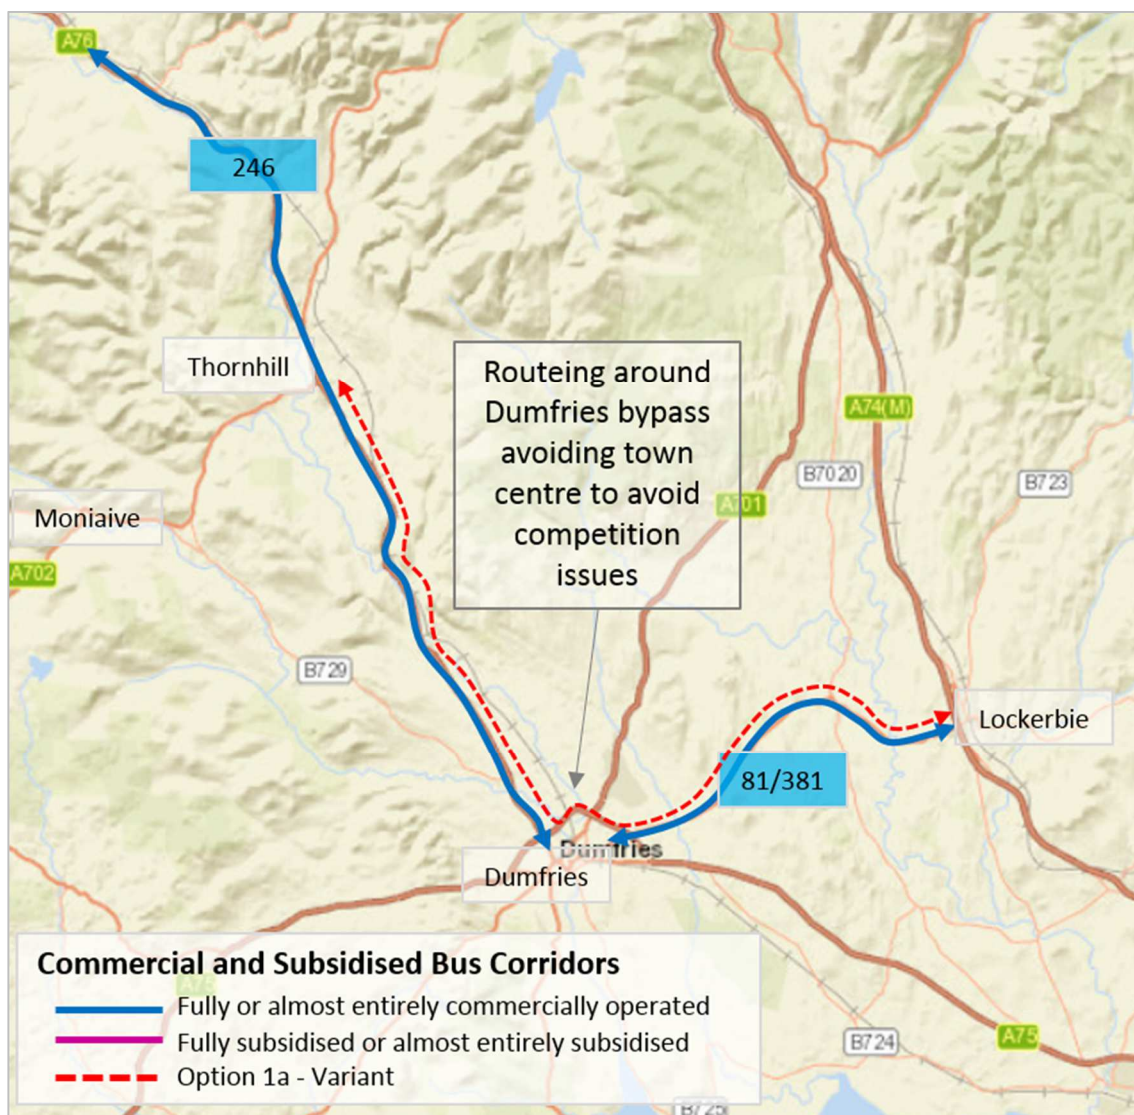 A76
246
Thornhill
Routeing around
Dumfries bypass
avoiding town
centre to avoid
competition
issues
A74(M)
B7020
A701
B723
Moniaive
A702
B729
Lockerbie
81/381
Dumfries
Dumfries
Commercial and Subsidised Bus Corridors
A75
Fully or almost entirely commercially operated
Fully subsidised or almost entirely subsidised
Option 1a - Variant
B724
A75
B725